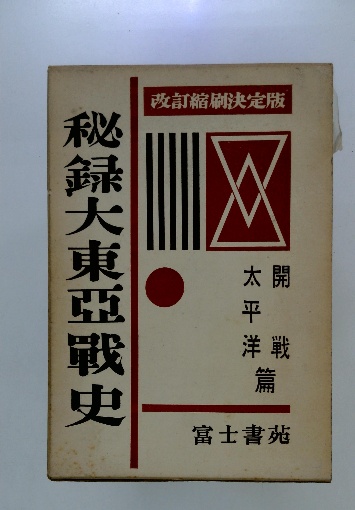 改訂縮刷決定版
秘録大東亞戰史
開戦
太平洋
篇
富士書苑